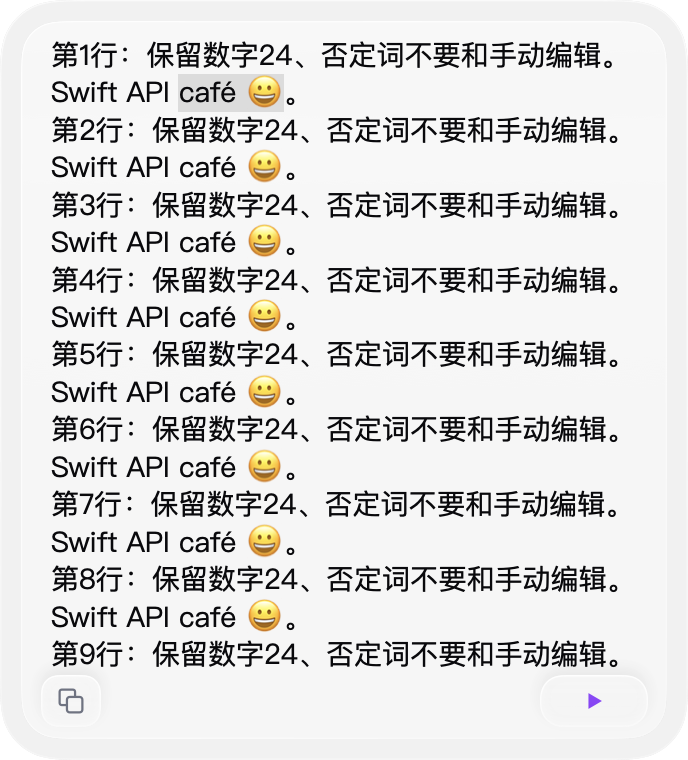 第1行：保留数字24、否定词不要和手动编辑。
Swift API café 😀。
第2行：保留数字24、否定词不要和手动编辑。
Swift API café 😀。
第3行：保留数字24、否定词不要和手动编辑。
Swift API café 😀。
第4行：保留数字24、否定词不要和手动编辑。
Swift API café 😀。
第5行：保留数字24、否定词不要和手动编辑。
Swift API café 😀。
第6行：保留数字24、否定词不要和手动编辑。
Swift API café 😀。
第7行：保留数字24、否定词不要和手动编辑。
Swift API café 😀。
第8行：保留数字24、否定词不要和手动编辑。
Swift API café 😀。
第9行：保留数字24、否定词不要和手动编辑。